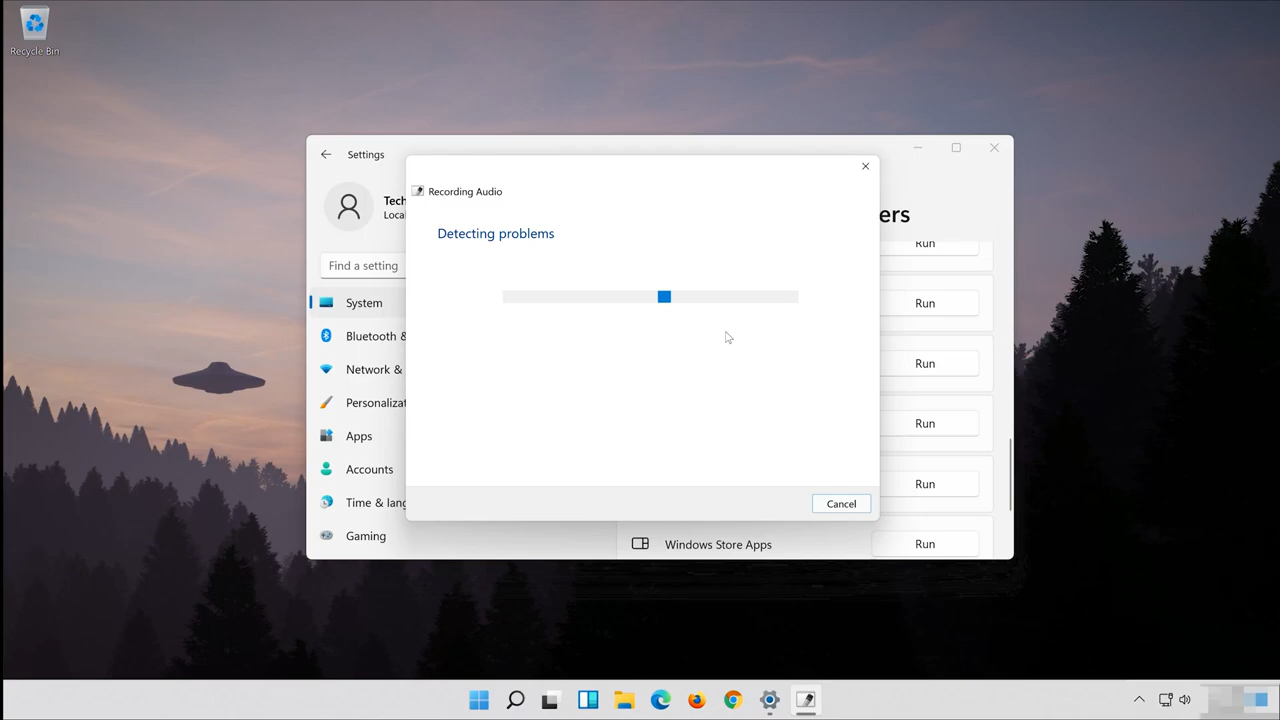 Recycle Bin
Settings
Recording Audio
Tech
Loca
ers
Detecting problems
Run
Find a setting
System
Run
Bluetooth &
Network &
Run
Personalizat
Apps
Run
Accounts
Run
Time & lang
Cancel
Gaming
Windows Store Apps
Run